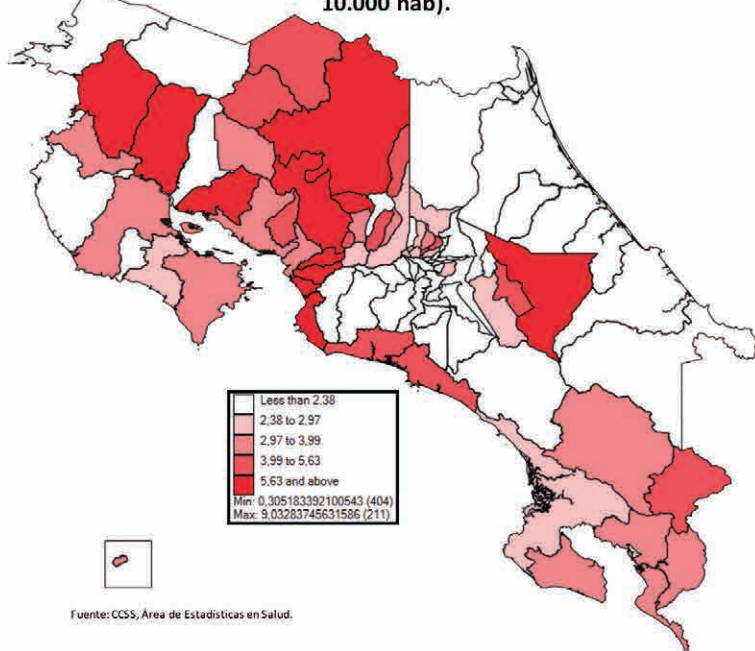 10.000 hab).
Less than 2.38
2,38 to 2,97
2,97 to 3,99
3,99 to 5,63
5,63 and above
Min: 0,305183392100543 (404)
Max: 9,03283745631586 (211)
Fuente: CCSS, Área de Estadísticas en Salud.